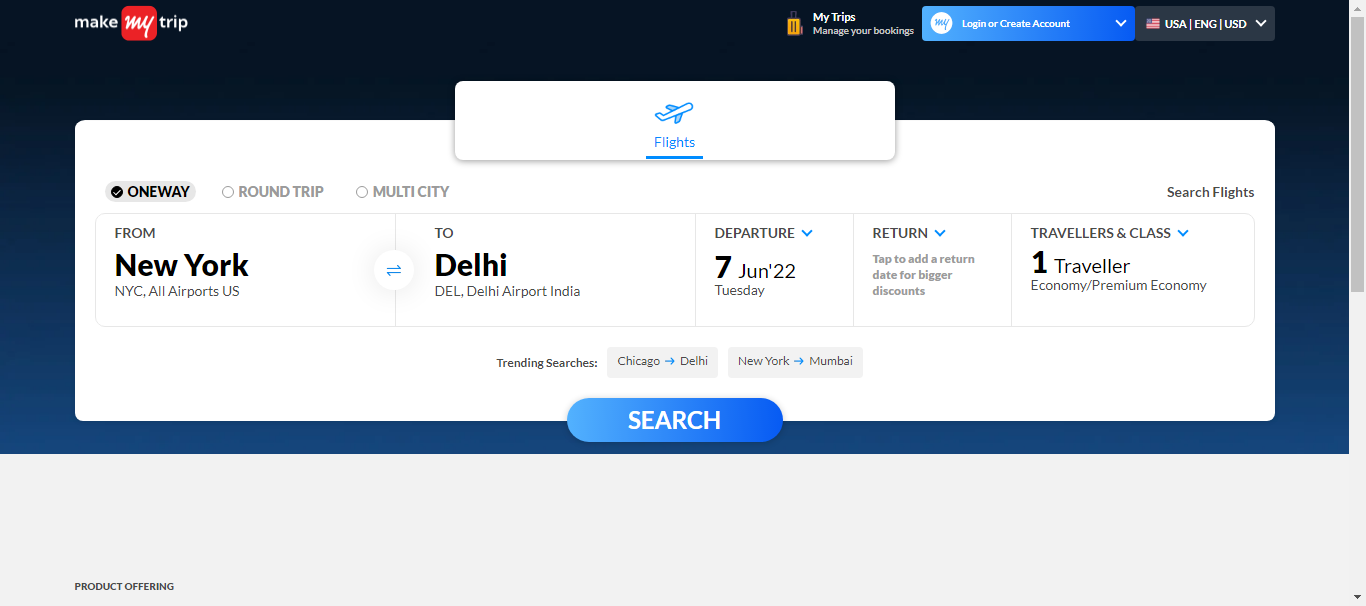 make my trip
My Trips
Manage your bookings
my
Login or Create Account
USA | ENG | USD
Flights
ONEWAY
ROUND TRIP
MULTI CITY
Search Flights
FROM
New York
NYC, All Airports US
TO
Delhi
DEL, Delhi Airport India
DEPARTURE
7 Jun'22
Tuesday
RETURN
Tap to add a return
date for bigger
discounts
TRAVELLERS & CLASS
1 Traveller
Economy/Premium Economy
Trending Searches:
Chicago → Delhi
New York → Mumbai
SEARCH
PRODUCT OFFERING